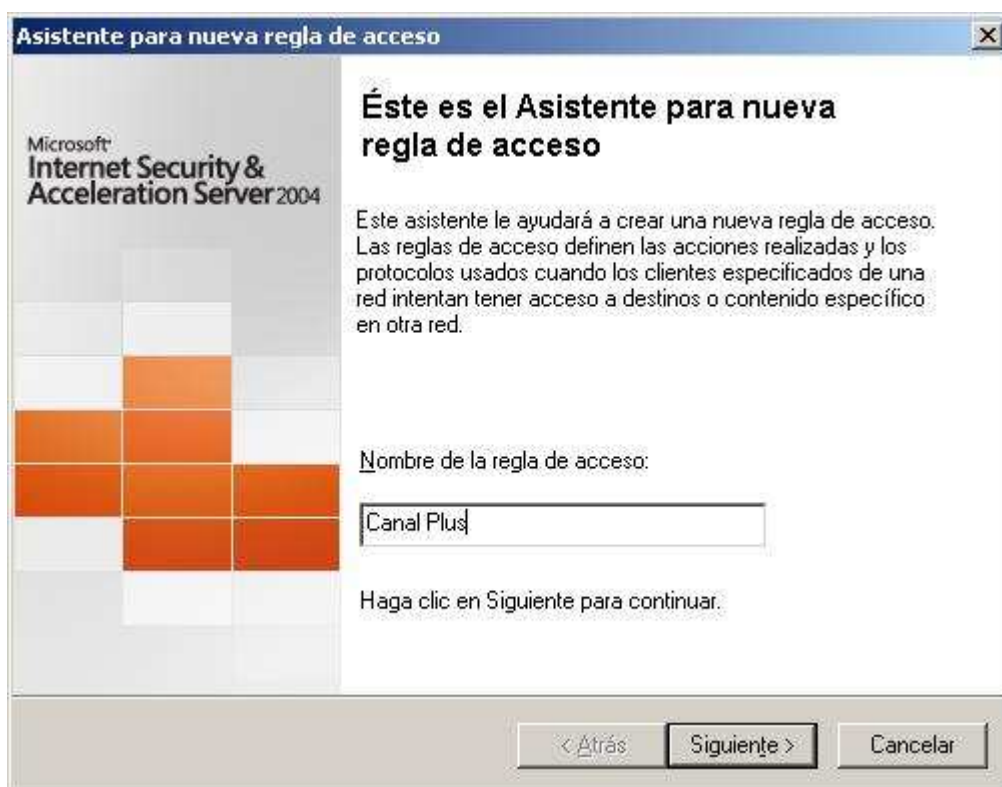 Asistente para nueva regla de acceso
Microsoft
Internet Security &
Acceleration Server 2004
Éste es el Asistente para nueva
regla de acceso
Este asistente le ayudará a crear una nueva regla de acceso.
Las reglas de acceso definen las acciones realizadas y los
protocolos usados cuando los clientes especificados de una
red intentan tener acceso a destinos o contenido específico
en otra red.
Nombre de la regla de acceso:
Canal Plus
Haga clic en Siguiente para continuar.
< Atrás
Siguiente >
Cancelar